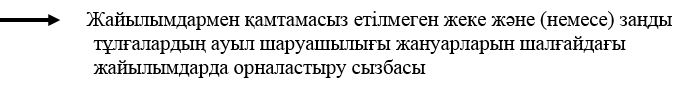 Жайылымдармен қамтамасыз етілмеген жеке және (немесе) заңды
тұлғалардың ауыл шаруашылығы жануарларын шалғайдағы
жайылымдарда орналастыру сызбасы